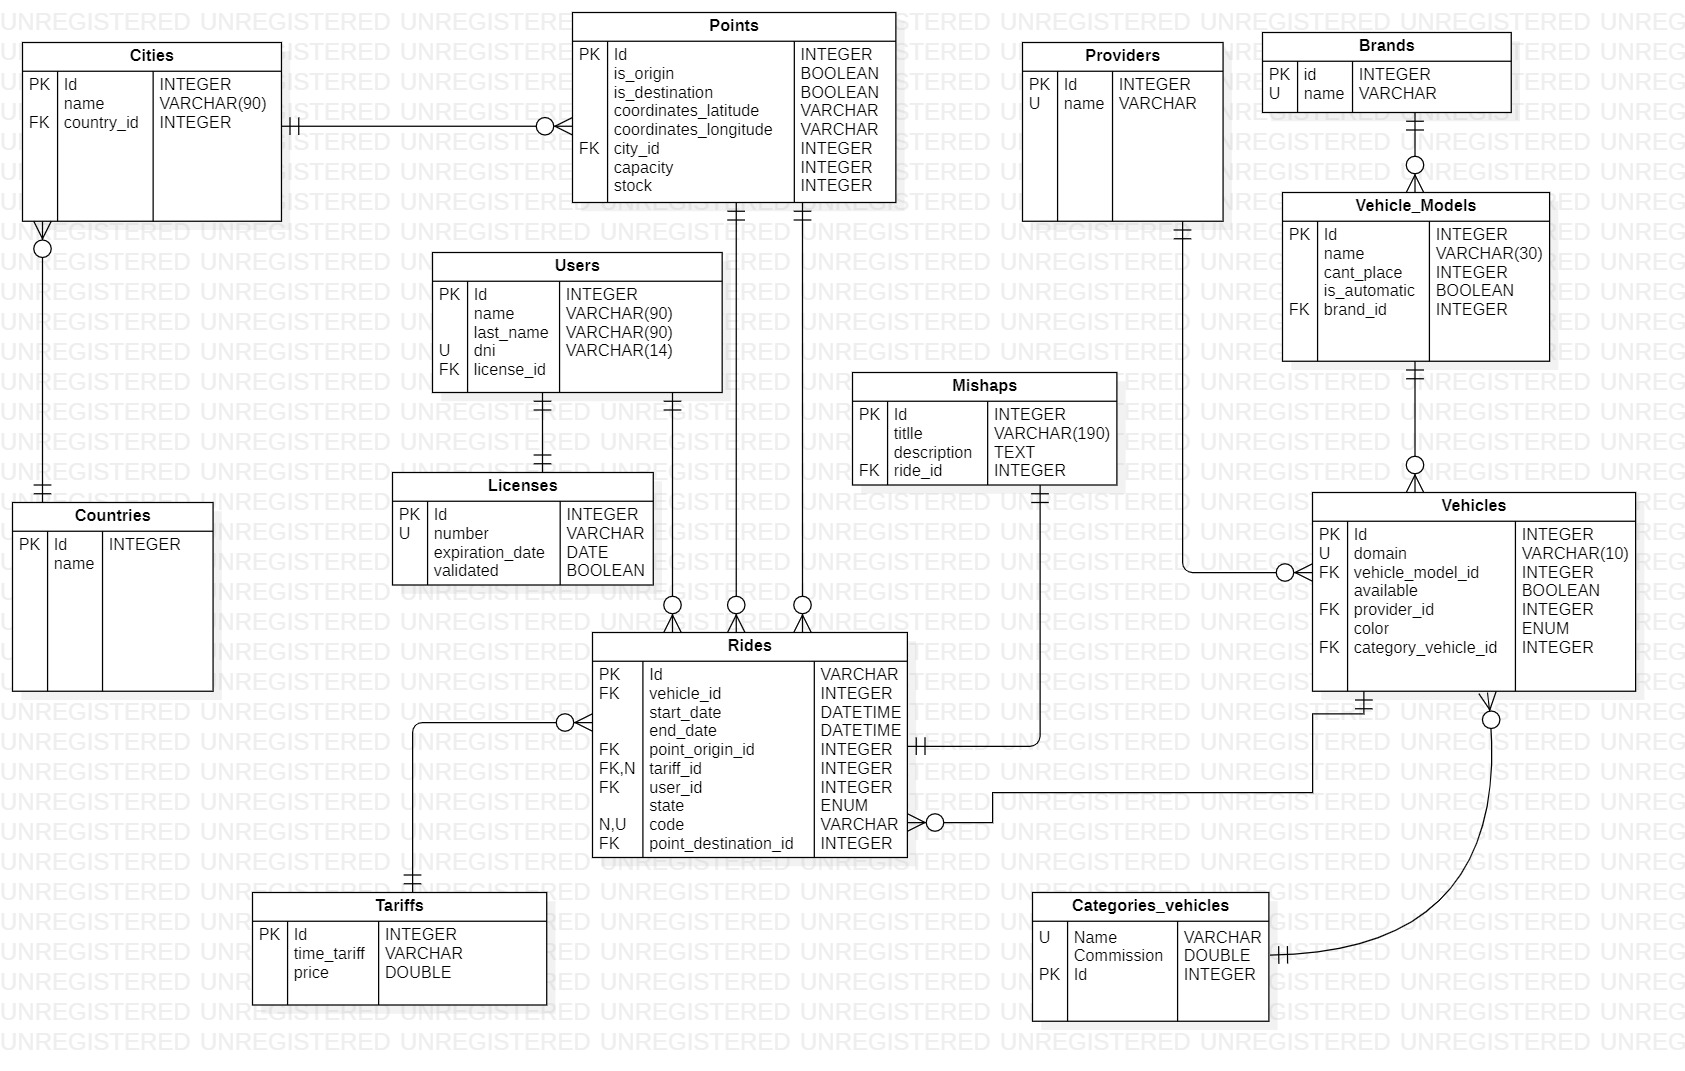 Cities
PK Id INTEGER
name VARCHAR(90)
FK country_id INTEGER
Points
PK Id INTEGER
is_origin BOOLEAN
is_destination BOOLEAN
coordinates_latitude VARCHAR
coordinates_longitude VARCHAR
FK city_id INTEGER
capacity INTEGER
stock INTEGER
Providers
PK Id INTEGER
U name VARCHAR
Brands
PK id INTEGER
U name VARCHAR
Vehicle_Models
PK Id INTEGER
name VARCHAR(30)
cant_place INTEGER
is_automatic BOOLEAN
FK brand_id INTEGER
Users
PK Id INTEGER
name VARCHAR(90)
last_name VARCHAR(90)
U dni VARCHAR(14)
FK license_id
Mishaps
PK Id INTEGER
titlle VARCHAR(190)
description TEXT
FK ride_id INTEGER
Licenses
PK Id INTEGER
U number VARCHAR
expiration_date DATE
validated BOOLEAN
Countries
PK Id INTEGER
name
Vehicles
PK Id INTEGER
U domain VARCHAR(10)
FK vehicle_model_id INTEGER
available BOOLEAN
FK provider_id INTEGER
color ENUM
FK category_vehicle_id INTEGER
Rides
PK Id VARCHAR
FK vehicle_id INTEGER
start_date DATETIME
end_date DATETIME
FK point_origin_id INTEGER
FK,N tariff_id INTEGER
FK user_id INTEGER
state ENUM
N,U code VARCHAR
FK point_destination_id INTEGER
Tariffs
PK Id INTEGER
time_tariff VARCHAR
price DOUBLE
Categories_vehicles
U Name VARCHAR
Commission DOUBLE
PK Id INTEGER
UNREGISTERED